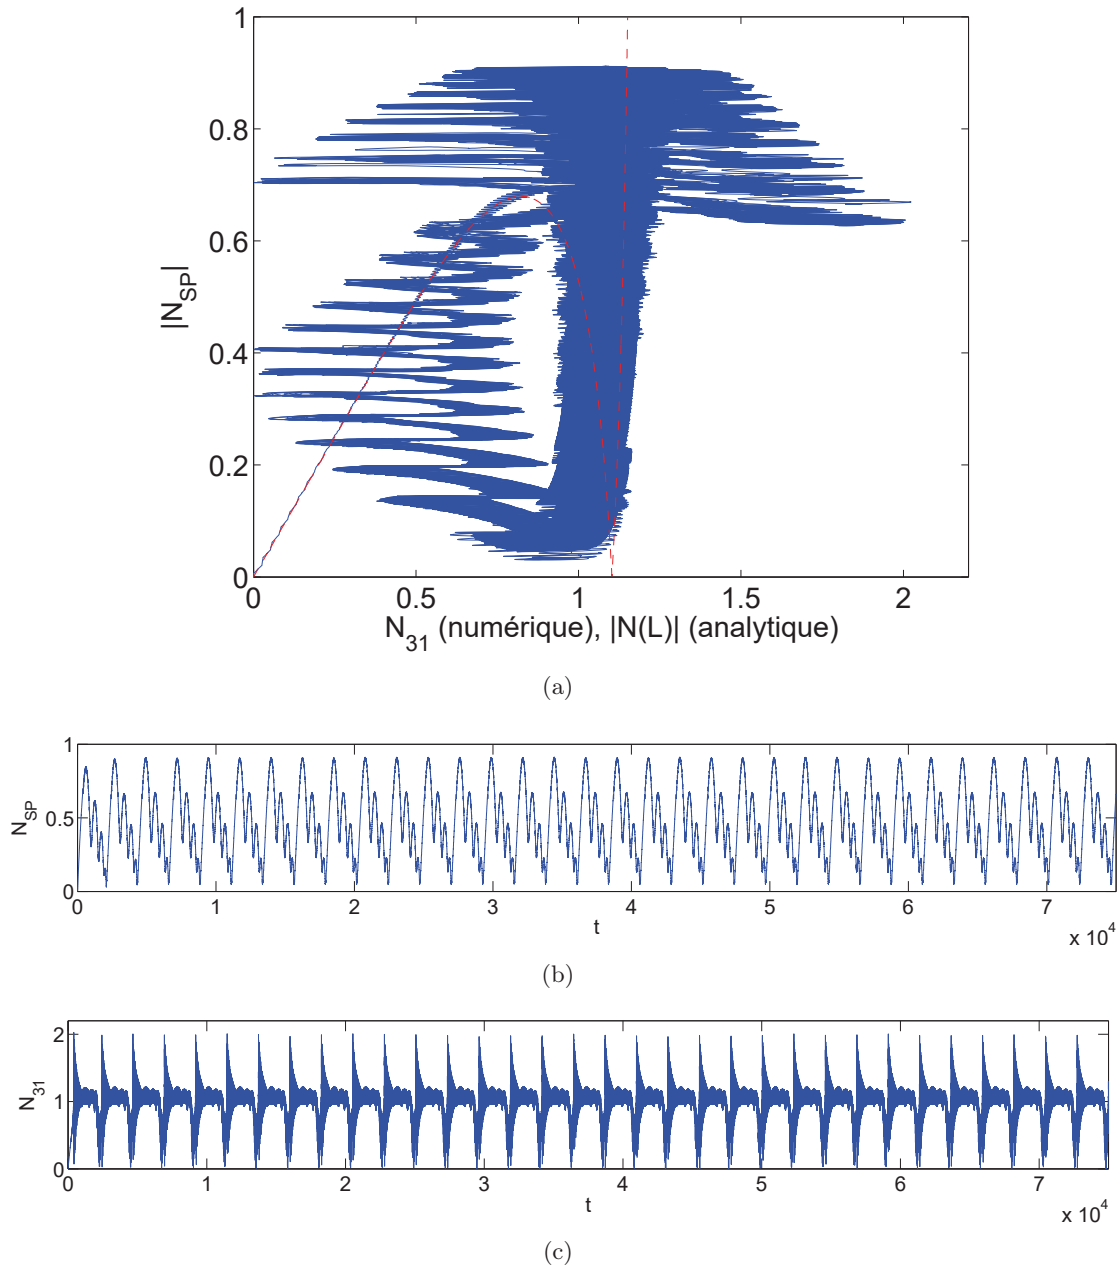 1
0.8
0.6
0.4
0.2
0
|N_SP|
0 0.5 1 1.5 2
N_31 (numérique), |N(L)| (analytique)
(a)
1
0.5
0
N_SP
0 1 2 3 4 5 6 7
t
x 10^4
(b)
2
1
0
N_31
0 1 2 3 4 5 6 7
t
x 10^4
(c)